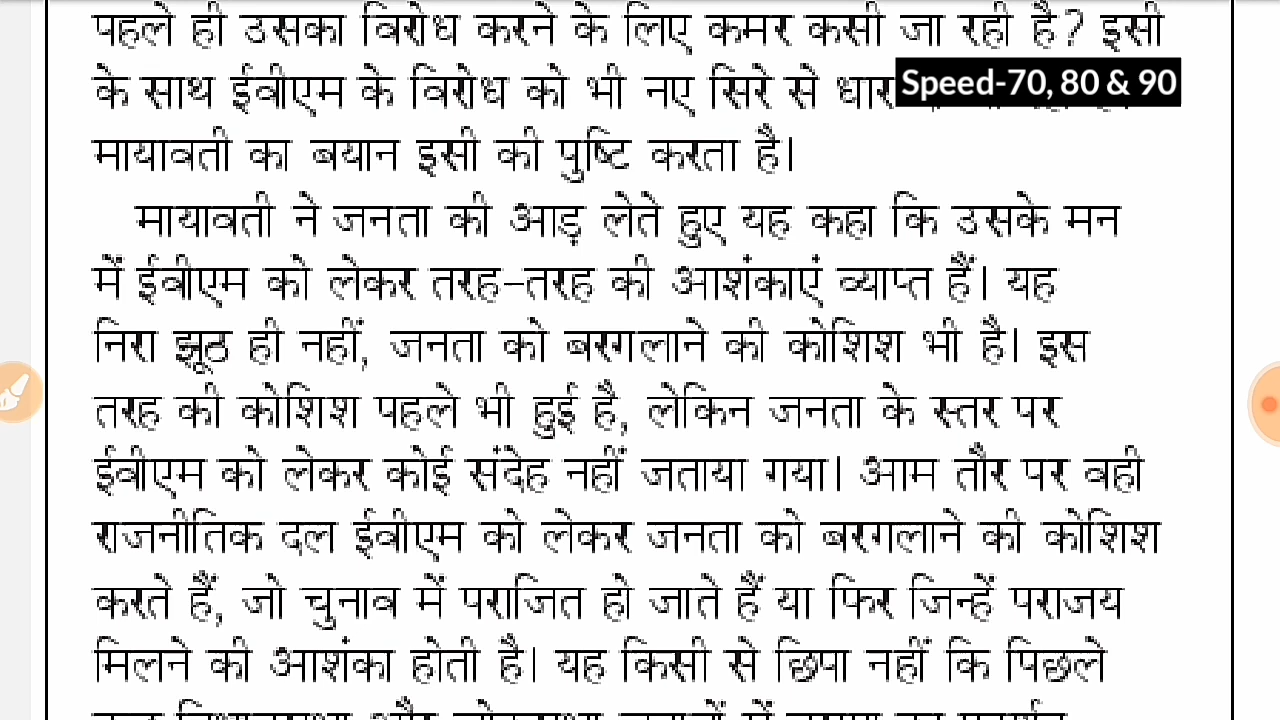 पहले ही उसका विरोध करने के लिए कमर कसी जा रही है? इसी
के साथ ईवीएम के विरोध को भी नए सिरे से
Speed-70, 80 & 90
मायावती का बयान इसी की पुष्टि करता है।
मायावती ने जनता की आड़ लेते हुए यह कहा कि उसके मन
में ईवीएम को लेकर तरह-तरह की आशंकाएं व्याप्त हैं। यह
निरा झूठ ही नहीं, जनता को बरगलाने की कोशिश भी है। इस
तरह की कोशिश पहले भी हुई है, लेकिन जनता के स्तर पर
ईवीएम को लेकर कोई संदेह नहीं जताया गया। आम तौर पर वही
राजनीतिक दल ईवीएम को लेकर जनता को बरगलाने की कोशिश
करते हैं, जो चुनाव में पराजित हो जाते हैं या फिर जिन्हें पराजय
मिलने की आशंका होती है। यह किसी से छिपा नहीं कि पिछले